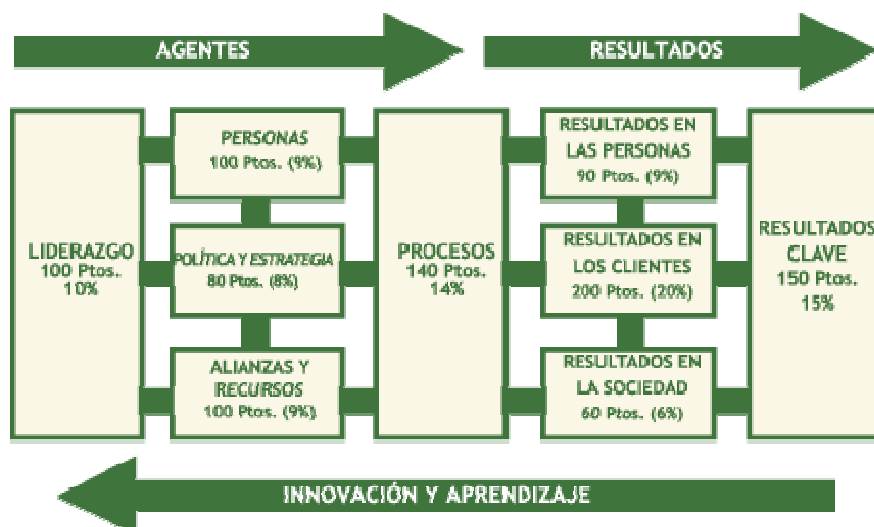 AGENTES
RESULTADOS
LIDERAZGO
100 Ptos.
10%
PERSONAS
100 Ptos. (9%)
POLÍTICA Y ESTRATEGIA
80 Ptos. (8%)
ALIANZAS Y
RECURSOS
100 Ptos. (9%)
PROCESOS
140 Ptos.
14%
RESULTADOS EN
LAS PERSONAS
90 Ptos. (9%)
RESULTADOS EN
LOS CLIENTES
200 Ptos. (20%)
RESULTADOS EN
LA SOCIEDAD
60 Ptos. (6%)
RESULTADOS
CLAVE
150 Ptos.
15%
INNOVACIÓN Y APRENDIZAJE